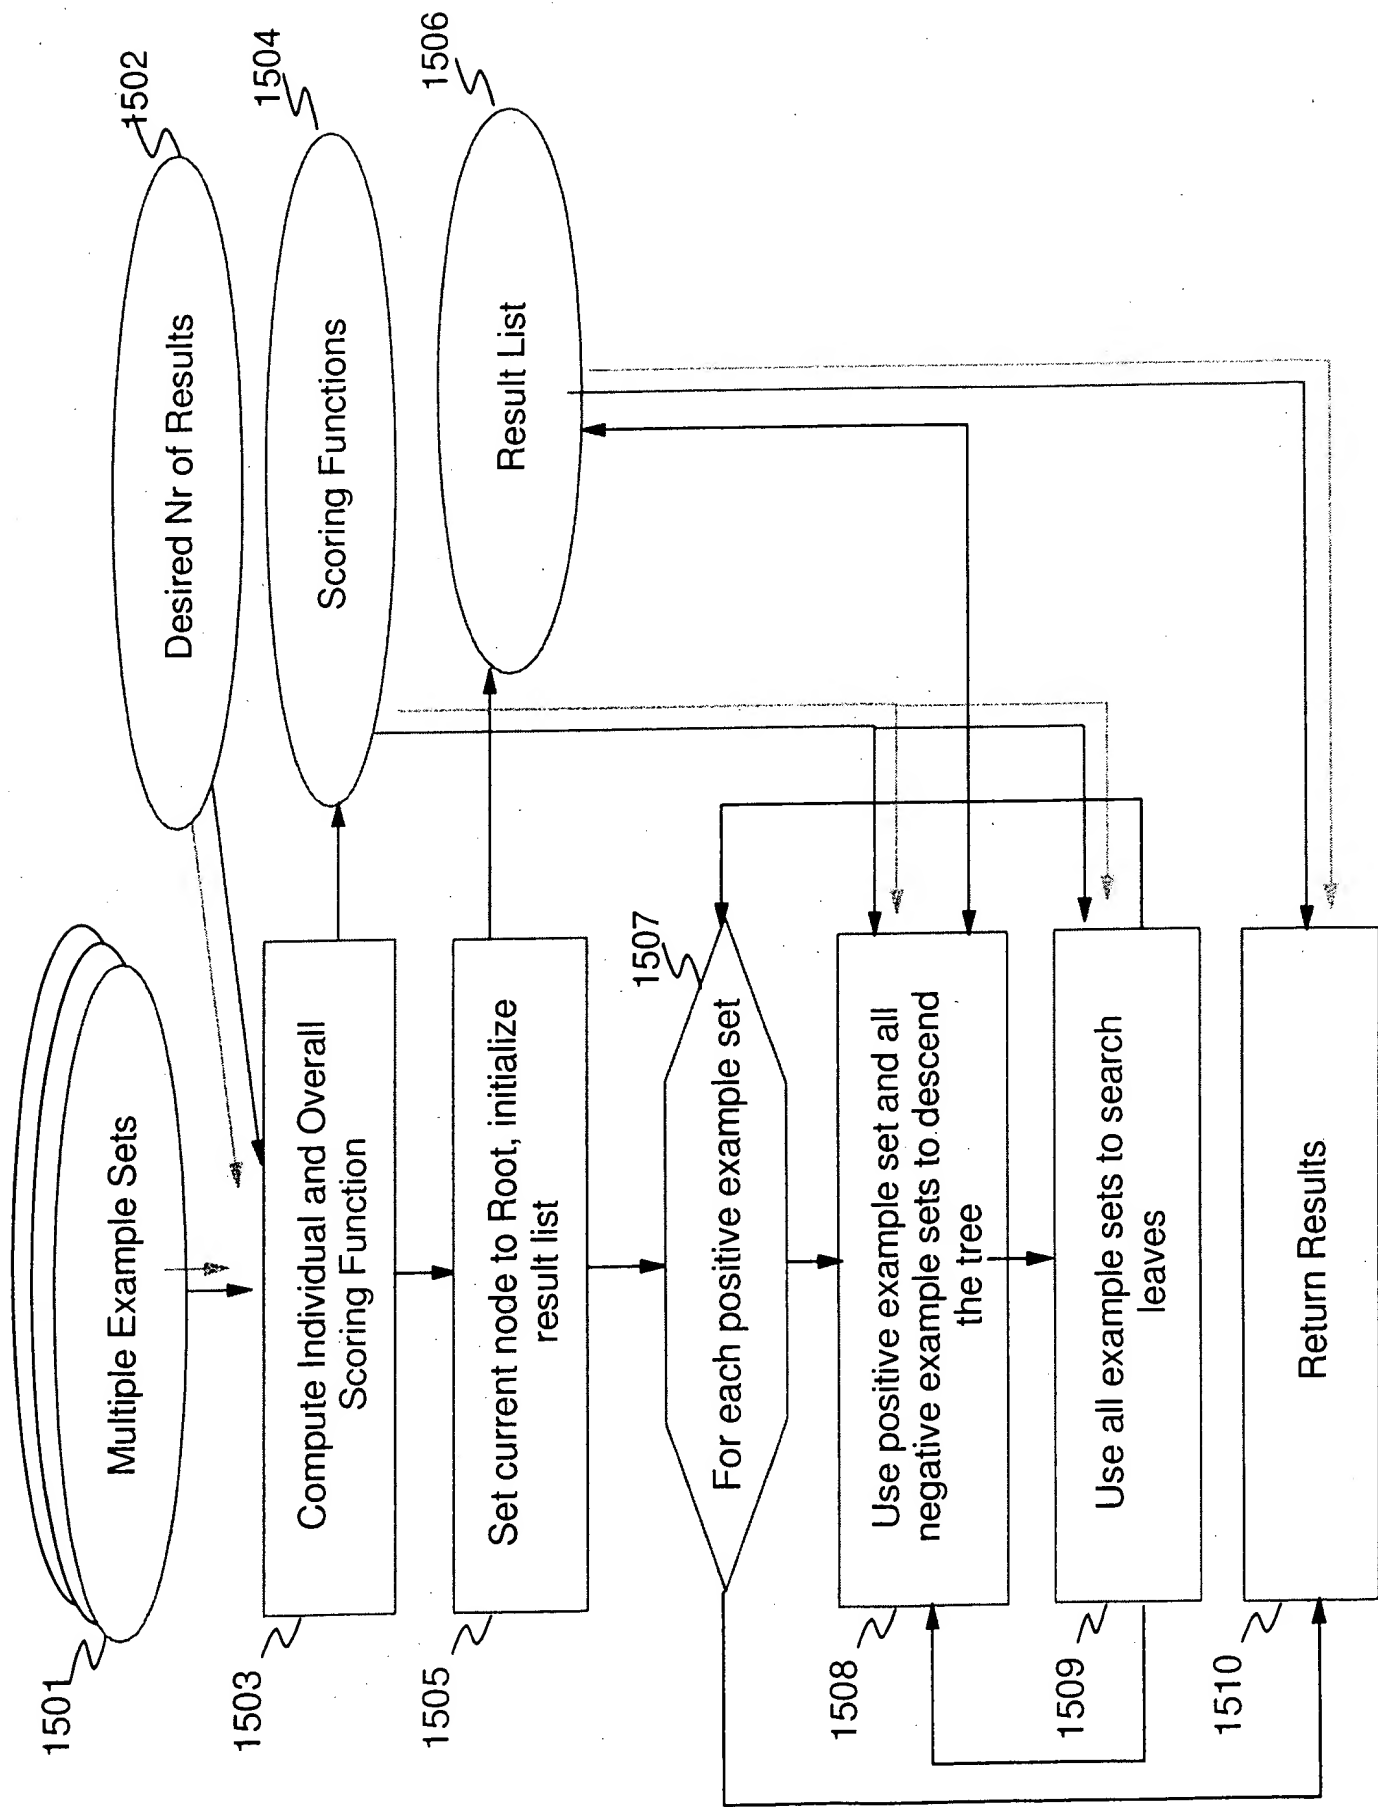 1501
Multiple Example Sets
1502
Desired Nr of Results
1503
Compute Individual and Overall
Scoring Function
1504
Scoring Functions
1505
Set current node to Root, initialize
result list
1506
Result List
1507
For each positive example set
1508
Use positive example set and all
negative example sets to descend
the tree
1509
Use all example sets to search
leaves
1510
Return Results